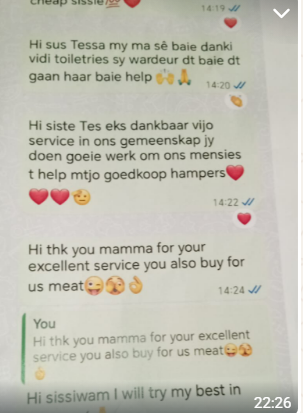 cheap sissie💯❤️
14:19
Hi sus Tessa my ma sê baie danki
vidi toiletries sy wardeur dt baie dt
gaan haar baie help🙌🙏
14:20
Hi siste Tes eks dankbaar vijo
service in ons gemeenskap jy
doen goeie werk om ons mensies
t help mtjo goedkoop hampers❤️
❤️❤️🫡
14:22
Hi thk you mamma for your
excellent service you also buy for
us meat😜🫣👌
14:24
You
Hi thk you mamma for your excellent
service you also buy for us meat😜🫣
👌
Hi sissiwam I will try my best in
22:26